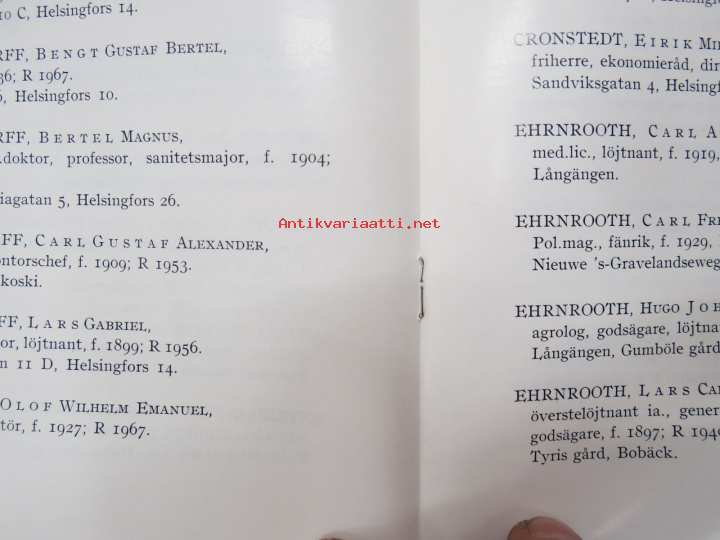 10 C, Helsingfors 14.
RFF, BENGT GUSTAF BERTEL,
36; R 1967.
6, Helsingfors 10.
RFF, BERTEL MAGNUS,
.doktor, professor, sanitetsmajor, f. 1904;
iagatan 5, Helsingfors 26.
FF, CARL GUSTAF ALEXANDER,
ontorschef, f. 1909; R 1953.
koski.
FF, LARS GABRIEL,
or, löjtnant, f. 1899; R 1956.
n 11 D, Helsingfors 14.
OLOF WILHELM EMANUEL,
tör, f. 1927; R 1967.
Antikvariaatti.net
CRONSTEDT, EIRIK
friherre, ekonomieråd, dir
Sandviksgatan 4, Helsingf
EHRNROOTH, CARL A
med.lic., löjtnant, f. 1919,
Långängen.
EHRNROOTH, CARL FRE
Pol.mag., fänrik, f. 1929,
Nieuwe 's-Gravelandseweg
EHRNROOTH, HUGO JOH
agrolog, godsägare, löjtna
Långängen, Gumböle gård
EHRNROOTH, LARS CA
överstelöjtnant ia., gener
godsägare, f. 1897; R 1949
Tyris gård, Bobäck.